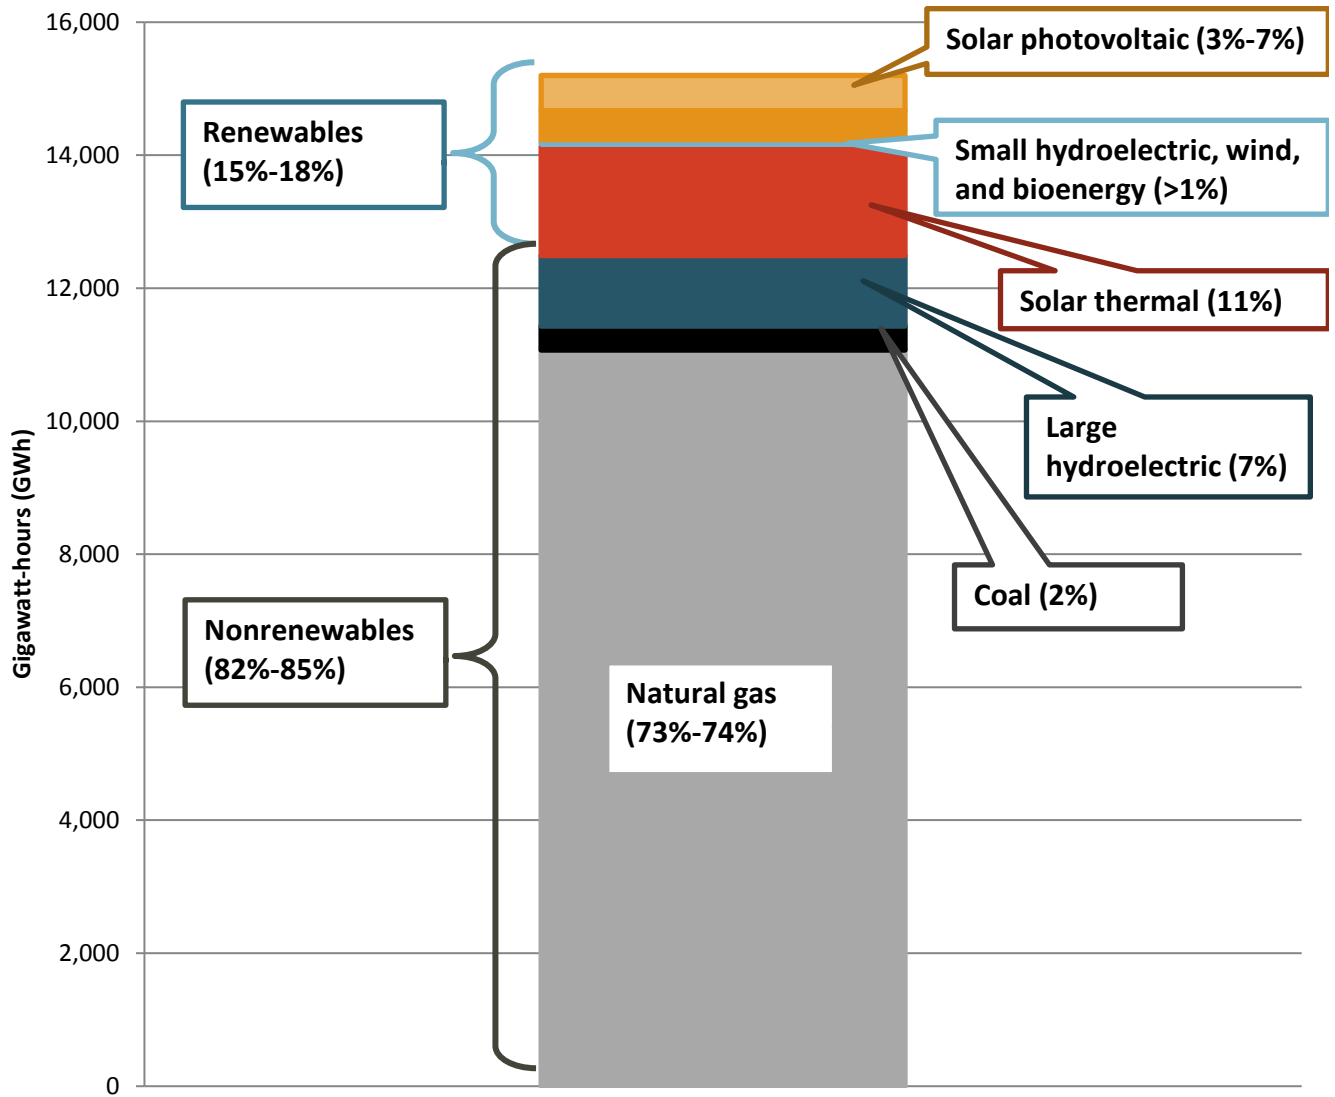 16,000
14,000
12,000
10,000
8,000
6,000
4,000
2,000
0
Gigawatt-hours (GWh)
Renewables
(15%-18%)
Nonrenewables
(82%-85%)
Natural gas
(73%-74%)
Solar photovoltaic (3%-7%)
Small hydroelectric, wind,
and bioenergy (>1%)
Solar thermal (11%)
Large
hydroelectric (7%)
Coal (2%)